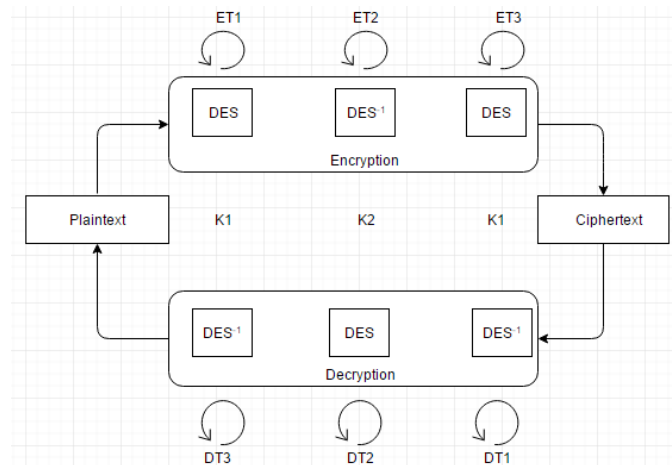 ET1 ET2 ET3
DES DES⁻¹ DES
Encryption
Plaintext K1 K2 K1 Ciphertext
DES⁻¹ DES DES⁻¹
Decryption
DT3 DT2 DT1